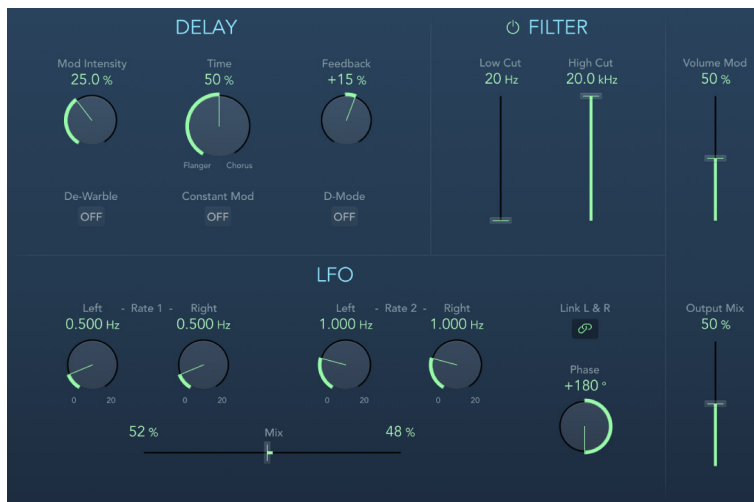 DELAY
Mod Intensity
25.0 %
Time
50 %
Feedback
+15 %
Flanger Chorus
De-Warble
OFF
Constant Mod
OFF
D-Mode
OFF
FILTER
Low Cut
20 Hz
High Cut
20.0 kHz
Volume Mod
50 %
LFO
Left - Rate 1 - Right
0.500 Hz 0.500 Hz
0 20 0 20
Left - Rate 2 - Right
1.000 Hz 1.000 Hz
0 20 0 20
Link L & R
Phase
+180 °
52 % Mix 48 %
Output Mix
50 %